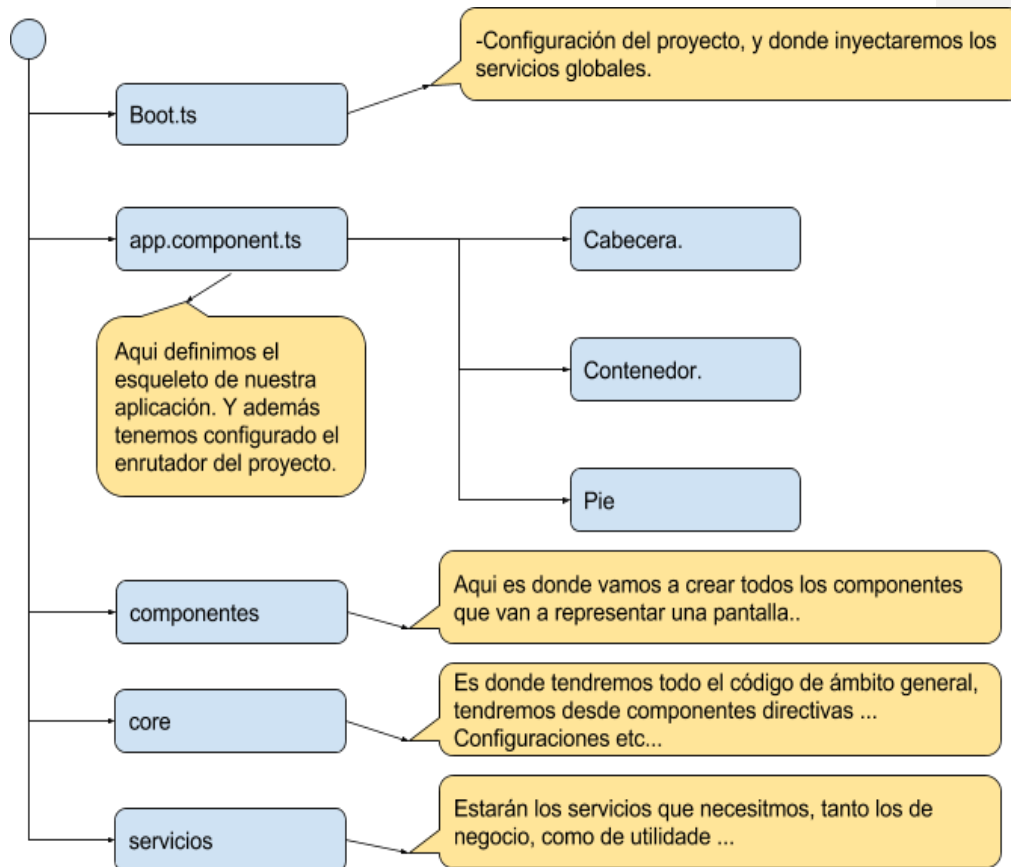 -Configuración del proyecto, y donde inyectaremos los
servicios globales.
Boot.ts
app.component.ts
Cabecera.
Aqui definimos el
esqueleto de nuestra
aplicación. Y además
tenemos configurado el
enrutador del proyecto.
Contenedor.
Pie
componentes
Aqui es donde vamos a crear todos los componentes
que van a representar una pantalla..
core
Es donde tendremos todo el código de ámbito general,
tendremos desde componentes directivas ...
Configuraciones etc...
servicios
Estarán los servicios que necesitmos, tanto los de
negocio, como de utilidade ...